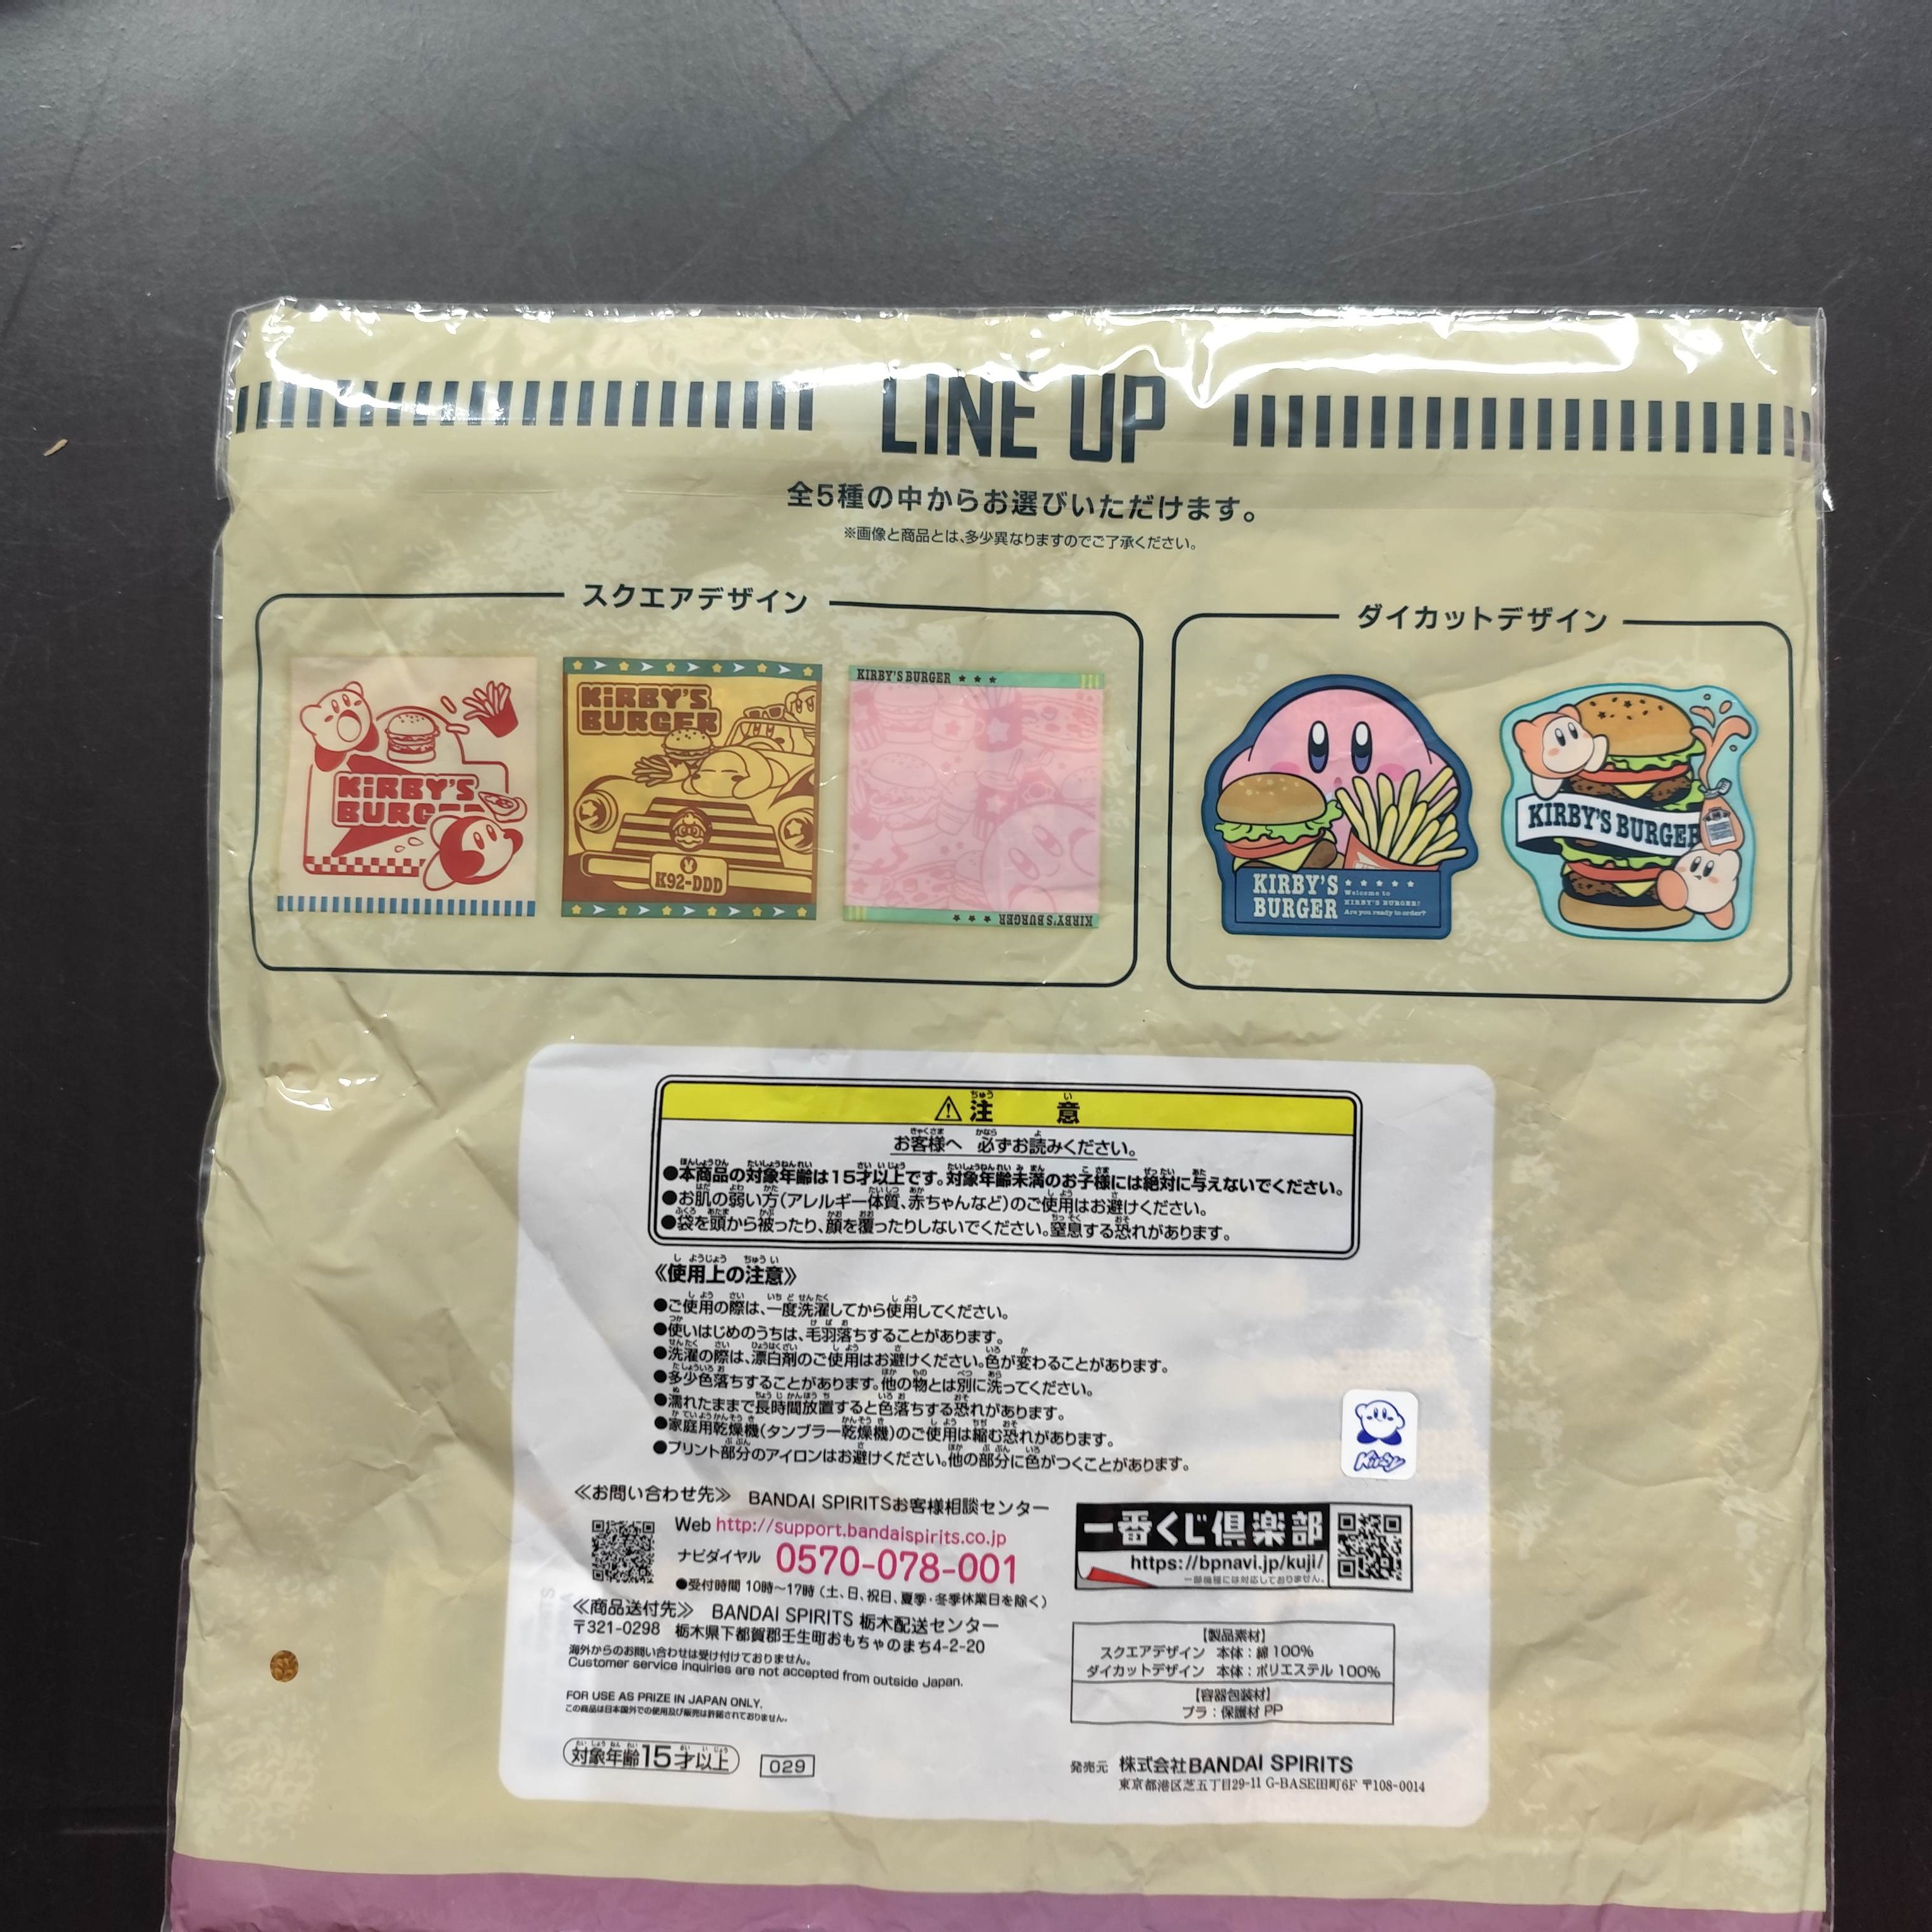 LINE UP
全5種の中からお選びいただけます。
※画像と商品とは、多少異なりますのでご了承ください。
スクエアデザイン
ダイカットデザイン
KIRBY'S
BURGER
KIRBY'S
BURGER
K92-DDD
KIRBY'S BURGER ★ ★ ★
KIRBY'S BURGER ★ ★ ★
KIRBY'S
BURGER
★ ★ ★ ★ ★
Welcome to
KIRBY'S BURGER!
Are you ready to order?
KIRBY'S BURGER
⚠注意
お客様へ 必ずお読みください。
●本商品の対象年齢は15才以上です。対象年齢未満のお子様には絶対に与えないでください。
●お肌の弱い方(アレルギー体質、赤ちゃんなど)のご使用はお避けください。
●袋を頭から被ったり、顔を覆ったりしないでください。窒息する恐れがあります。
《使用上の注意》
●ご使用の際は、一度洗濯してから使用してください。
●使いはじめのうちは、毛羽落ちすることがあります。
●洗濯の際は、漂白剤のご使用はお避けください。色が変わることがあります。
●多少色落ちすることがあります。他の物とは別に洗ってください。
●濡れたままで長時間放置すると色落ちする恐れがあります。
●家庭用乾燥機(タンブラー乾燥機)のご使用は縮む恐れがあります。
●プリント部分のアイロンはお避けください。他の部分に色がつくことがあります。
Kirby
≪お問い合わせ先≫ BANDAI SPIRITSお客様相談センター
Web http://support.bandaispirits.co.jp
ナビダイヤル 0570-078-001
●受付時間 10時～17時（土、日、祝日、夏季・冬季休業日を除く）
≪商品送付先≫ BANDAI SPIRITS 栃木配送センター
〒321-0298 栃木県下都賀郡壬生町おもちゃのまち4-2-20
海外からのお問い合わせは受け付けておりません。
Customer service inquiries are not accepted from outside Japan.
FOR USE AS PRIZE IN JAPAN ONLY.
この商品は日本国外での使用及び販売は許諾されておりません。
対象年齢15才以上
029
一番くじ倶楽部
https://bpnavi.jp/kuji/
一部機種には対応しておりません。
【製品素材】
スクエアデザイン 本体：綿 100%
ダイカットデザイン 本体：ポリエステル 100%
【容器包装材】
プラ：保護材 PP
発売元 株式会社BANDAI SPIRITS
東京都港区芝五丁目29-11 G-BASE田町6F 〒108-0014